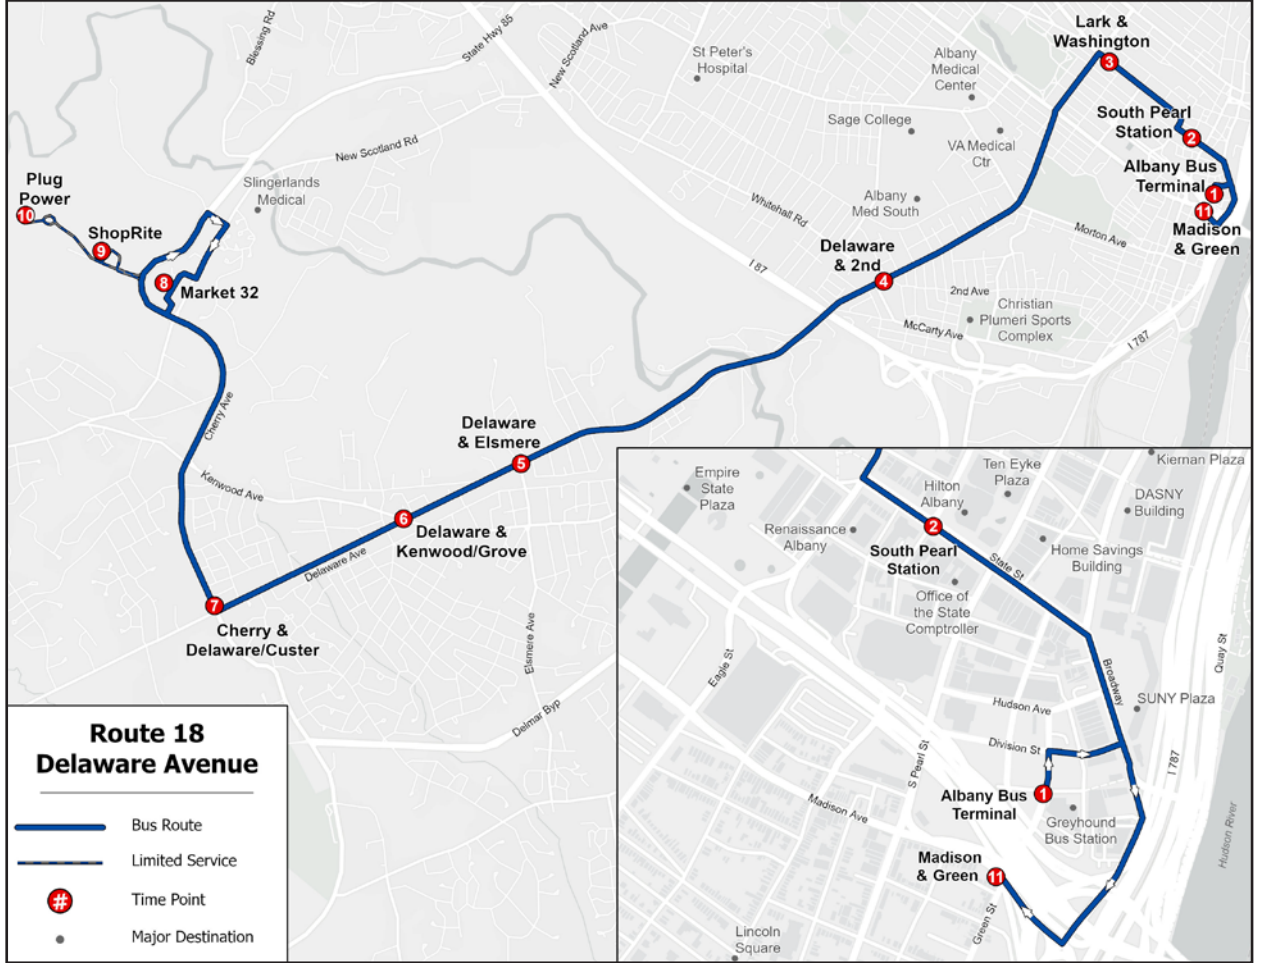 Blessing Rd
State Hwy 85
New Scotland Ave
St Peter's
Hospital
Albany
Medical
Center
Lark &
Washington
3
Sage College
VA Medical
Ctr
South Pearl
Station
2
Albany Bus
Terminal
1
11
Madison
& Green
New Scotland Rd
Slingerlands
Medical
Plug
Power
10
ShopRite
9
8
Market 32
Whitehall Rd
Albany
Med South
Morton Ave
Delaware
& 2nd
4
I 87
2nd Ave
Christian
Plumeri Sports
Complex
McCarty Ave
I 787
Cherry Ave
Kenwood Ave
Delaware
& Elsmere
5
6
Delaware &
Kenwood/Grove
Delaware Ave
7
Cherry &
Delaware/Custer
Elsmere Ave
Delmar Byp
Empire
State
Plaza
Ten Eyke
Plaza
Kiernan Plaza
Hilton
Albany
DASNY
Building
Renaissance
Albany
2
South Pearl
Station
State St
Home Savings
Building
Office of
the State
Comptroller
Eagle St
Broadway
Quay St
Hudson Ave
SUNY Plaza
Division St
S Pearl St
I 787
Albany Bus
Terminal
1
Madison Ave
Greyhound
Bus Station
Hudson River
Madison
& Green
11
Green St
Lincoln
Square
Route 18
Delaware Avenue
Bus Route
Limited Service
#
Time Point
Major Destination